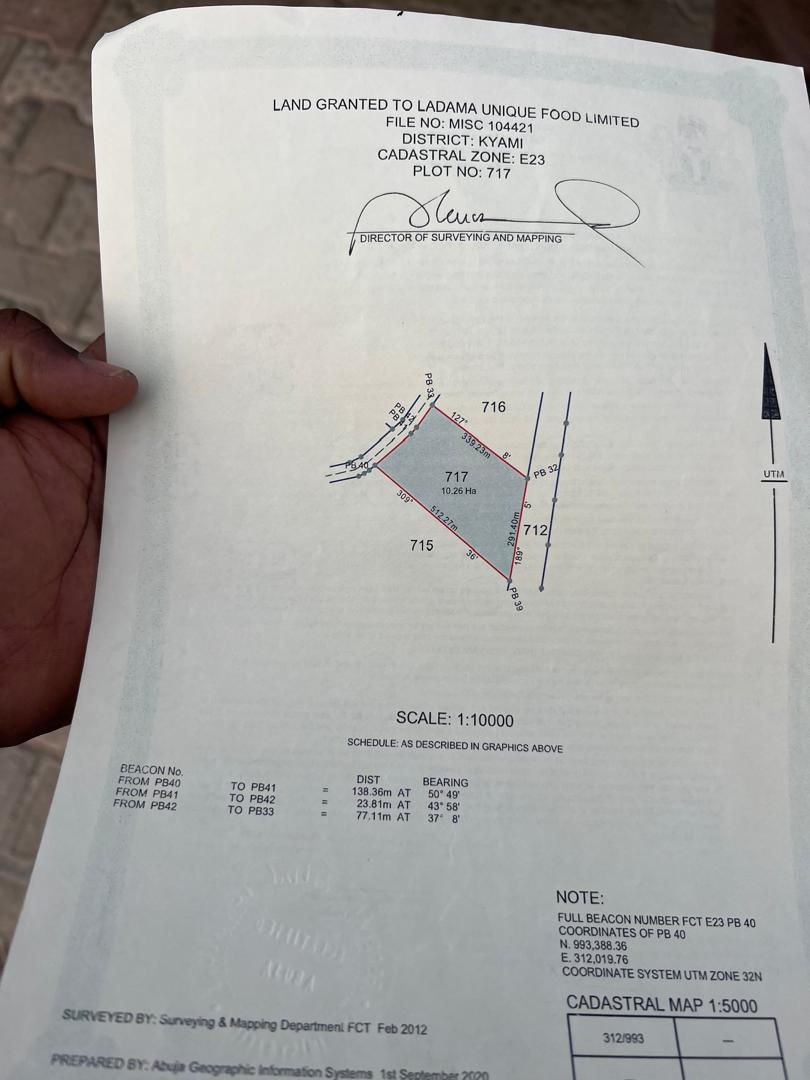 LAND GRANTED TO LADAMA UNIQUE FOOD LIMITED
FILE NO: MISC 104421
DISTRICT: KYAMI
CADASTRAL ZONE: E23
PLOT NO: 717
DIRECTOR OF SURVEYING AND MAPPING
PB 33
PB 42
716
127°
339.23m
8'
PB 40
PB 32
717
10.26 Ha
UTM
309°
512.27m
36'
5'
291.40m
189°
712
715
PB 39
SCALE: 1:10000
SCHEDULE: AS DESCRIBED IN GRAPHICS ABOVE
BEACON No. DIST BEARING
FROM PB40 TO PB41 = 138.36m AT 50° 49'
FROM PB41 TO PB42 = 23.81m AT 43° 58'
FROM PB42 TO PB33 = 77.11m AT 37° 8'
NOTE:
FULL BEACON NUMBER FCT E23 PB 40
COORDINATES OF PB 40
N. 993,388.36
E. 312,019.76
COORDINATE SYSTEM UTM ZONE 32N
CERTIFIED
ABUJA
CADASTRAL MAP 1:5000
312/993 —
SURVEYED BY: Surveying & Mapping Department FCT Feb 2012
PREPARED BY: Abuja Geographic Information Systems 1st September 2020